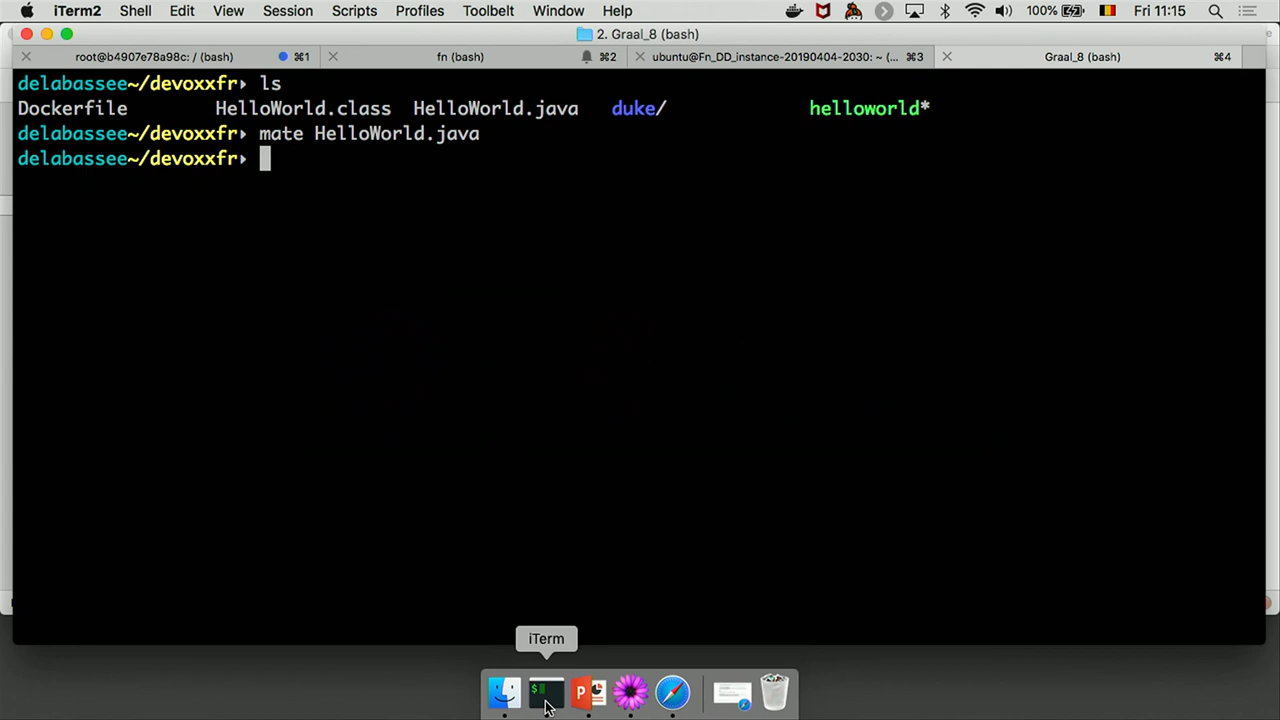 iTerm2 Shell Edit View Session Scripts Profiles Toolbelt Window Help 100% Fri 11:15
2. Graal_8 (bash)
root@b4907e78a98c: / (bash) ⌘1 fn (bash) ⌘2 ubuntu@Fn_DD_instance-20190404-2030: ~ (... ⌘3 Graal_8 (bash) ⌘4
delabassee~/devoxxfr▸ ls
Dockerfile HelloWorld.class HelloWorld.java duke/ helloworld*
delabassee~/devoxxfr▸ mate HelloWorld.java
delabassee~/devoxxfr▸
iTerm
$
P